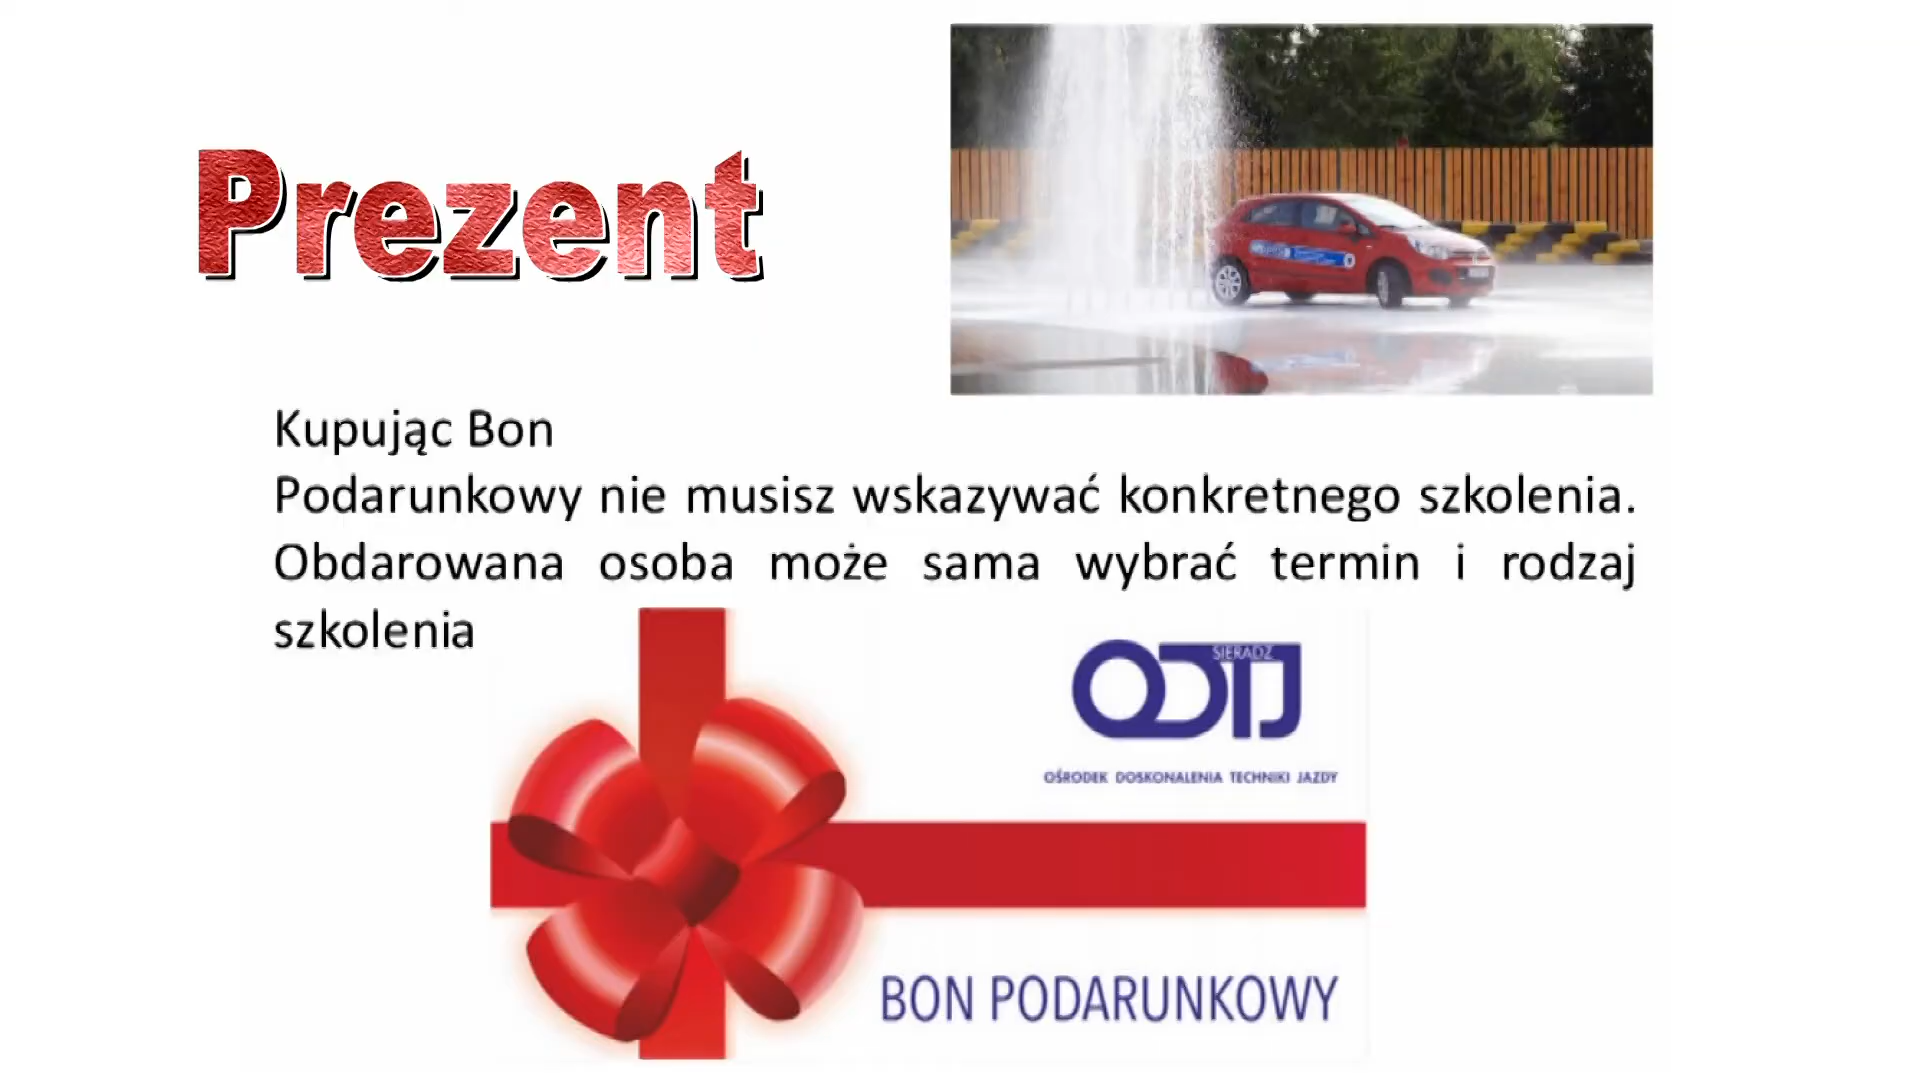 Prezent
Kupując Bon
Podarunkowy nie musisz wskazywać konkretnego szkolenia.
Obdarowana osoba może sama wybrać termin i rodzaj
szkolenia
SIERADZ
ODTJ
OŚRODEK DOSKONALENIA TECHNIKI JAZDY
BON PODARUNKOWY